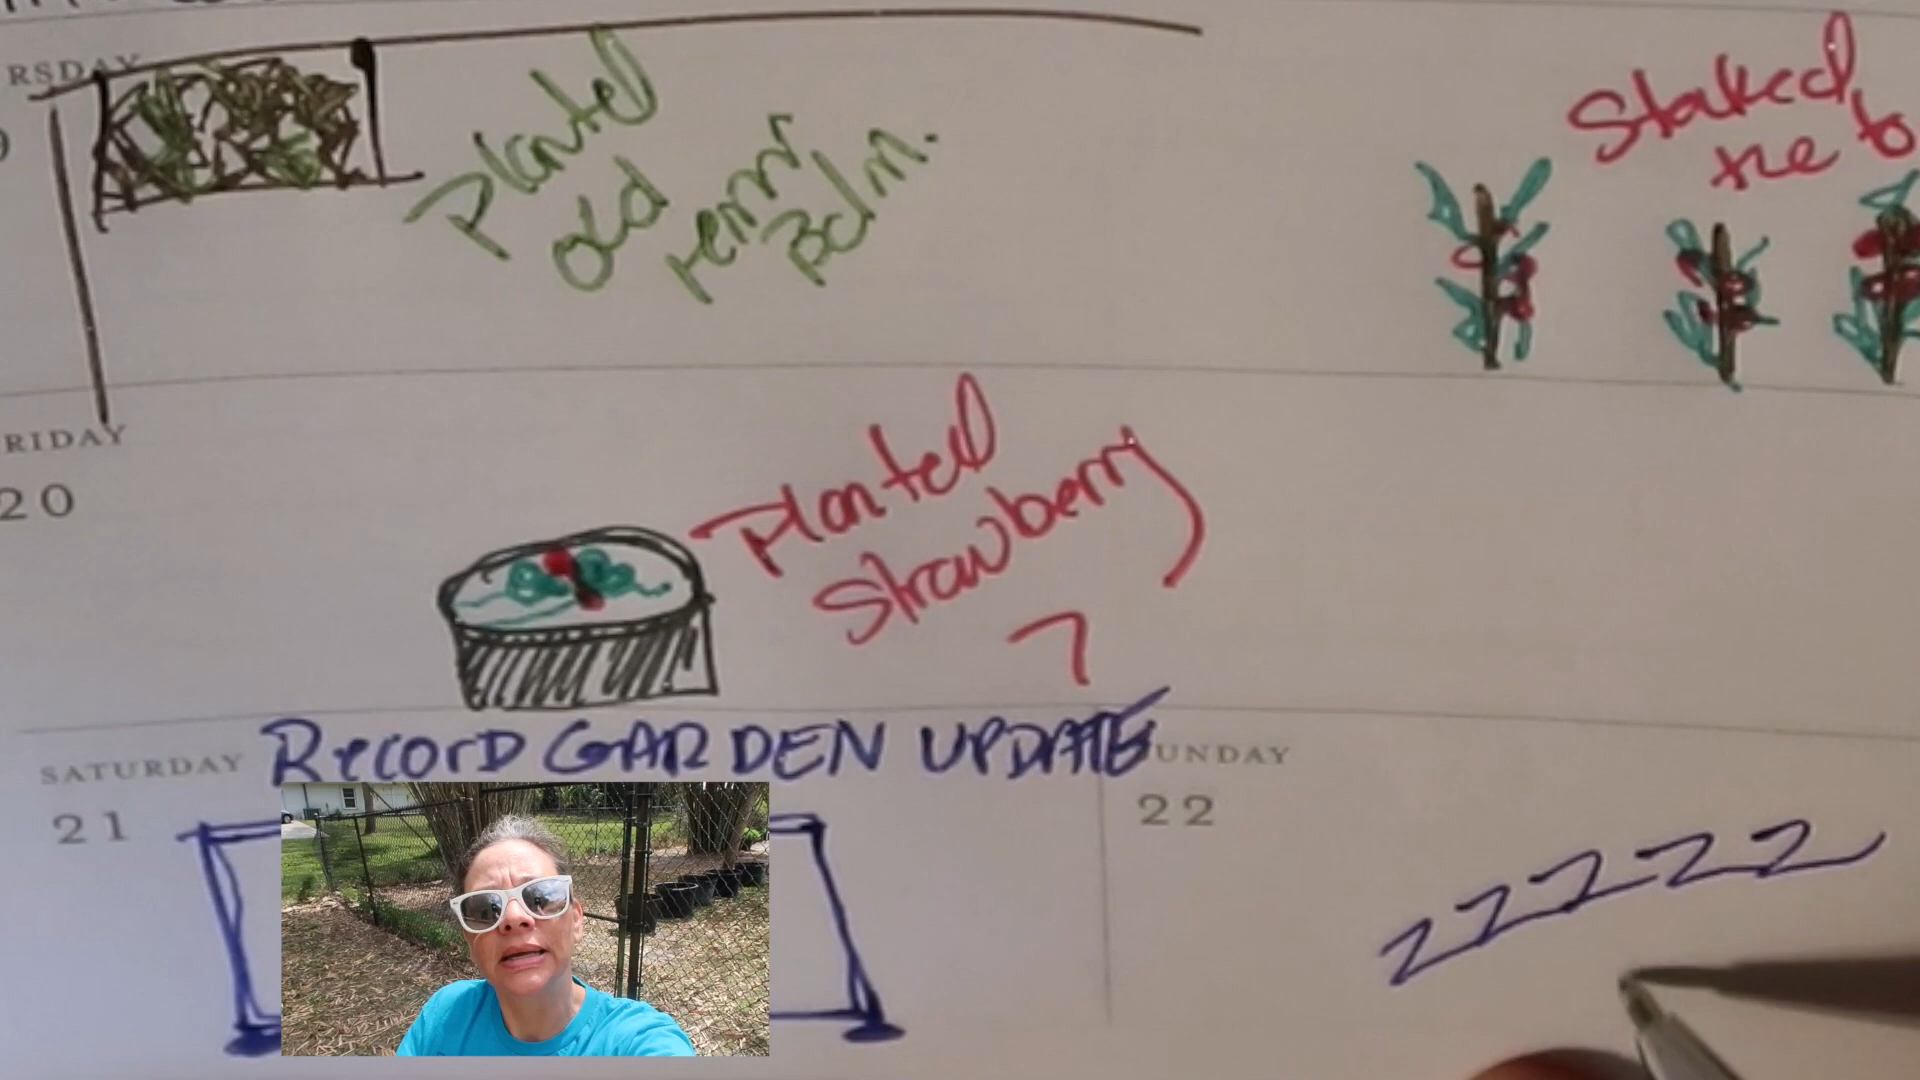 RSDAY
Planted
old
Balm.
Staked
the to
RIDAY
20
Planted
strawberry
7
RECORD GARDEN UPDATE
SATURDAY
21
UNDAY
22
ZZZZZ